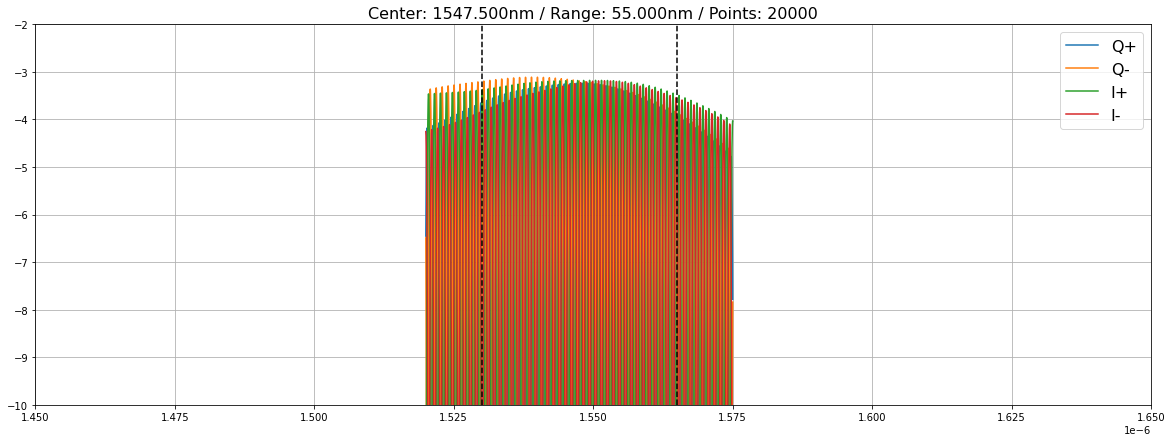 Center: 1547.500nm / Range: 55.000nm / Points: 20000
−2
−3
−4
−5
−6
−7
−8
−9
−10
Q+
Q-
I+
I-
1.450 1.475 1.500 1.525 1.550 1.575 1.600 1.625 1.650
1e−6